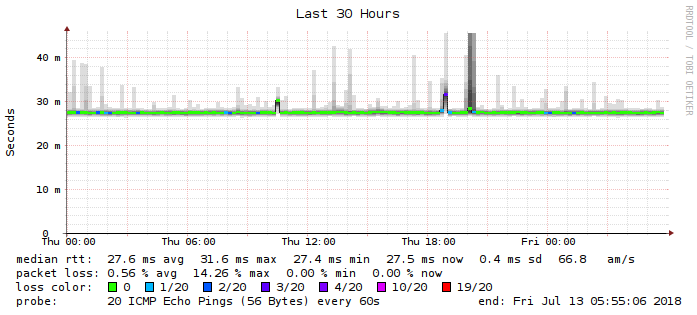 Last 30 Hours
RRDTOOL / TOBI OETIKER
Seconds
40 m
30 m
20 m
10 m
0
Thu 00:00 Thu 06:00 Thu 12:00 Thu 18:00 Fri 00:00
median rtt: 27.6 ms avg 31.6 ms max 27.4 ms min 27.5 ms now 0.4 ms sd 66.8 am/s
packet loss: 0.56 % avg 14.26 % max 0.00 % min 0.00 % now
loss color: 0 1/20 2/20 3/20 4/20 10/20 19/20
probe: 20 ICMP Echo Pings (56 Bytes) every 60s end: Fri Jul 13 05:55:06 2018